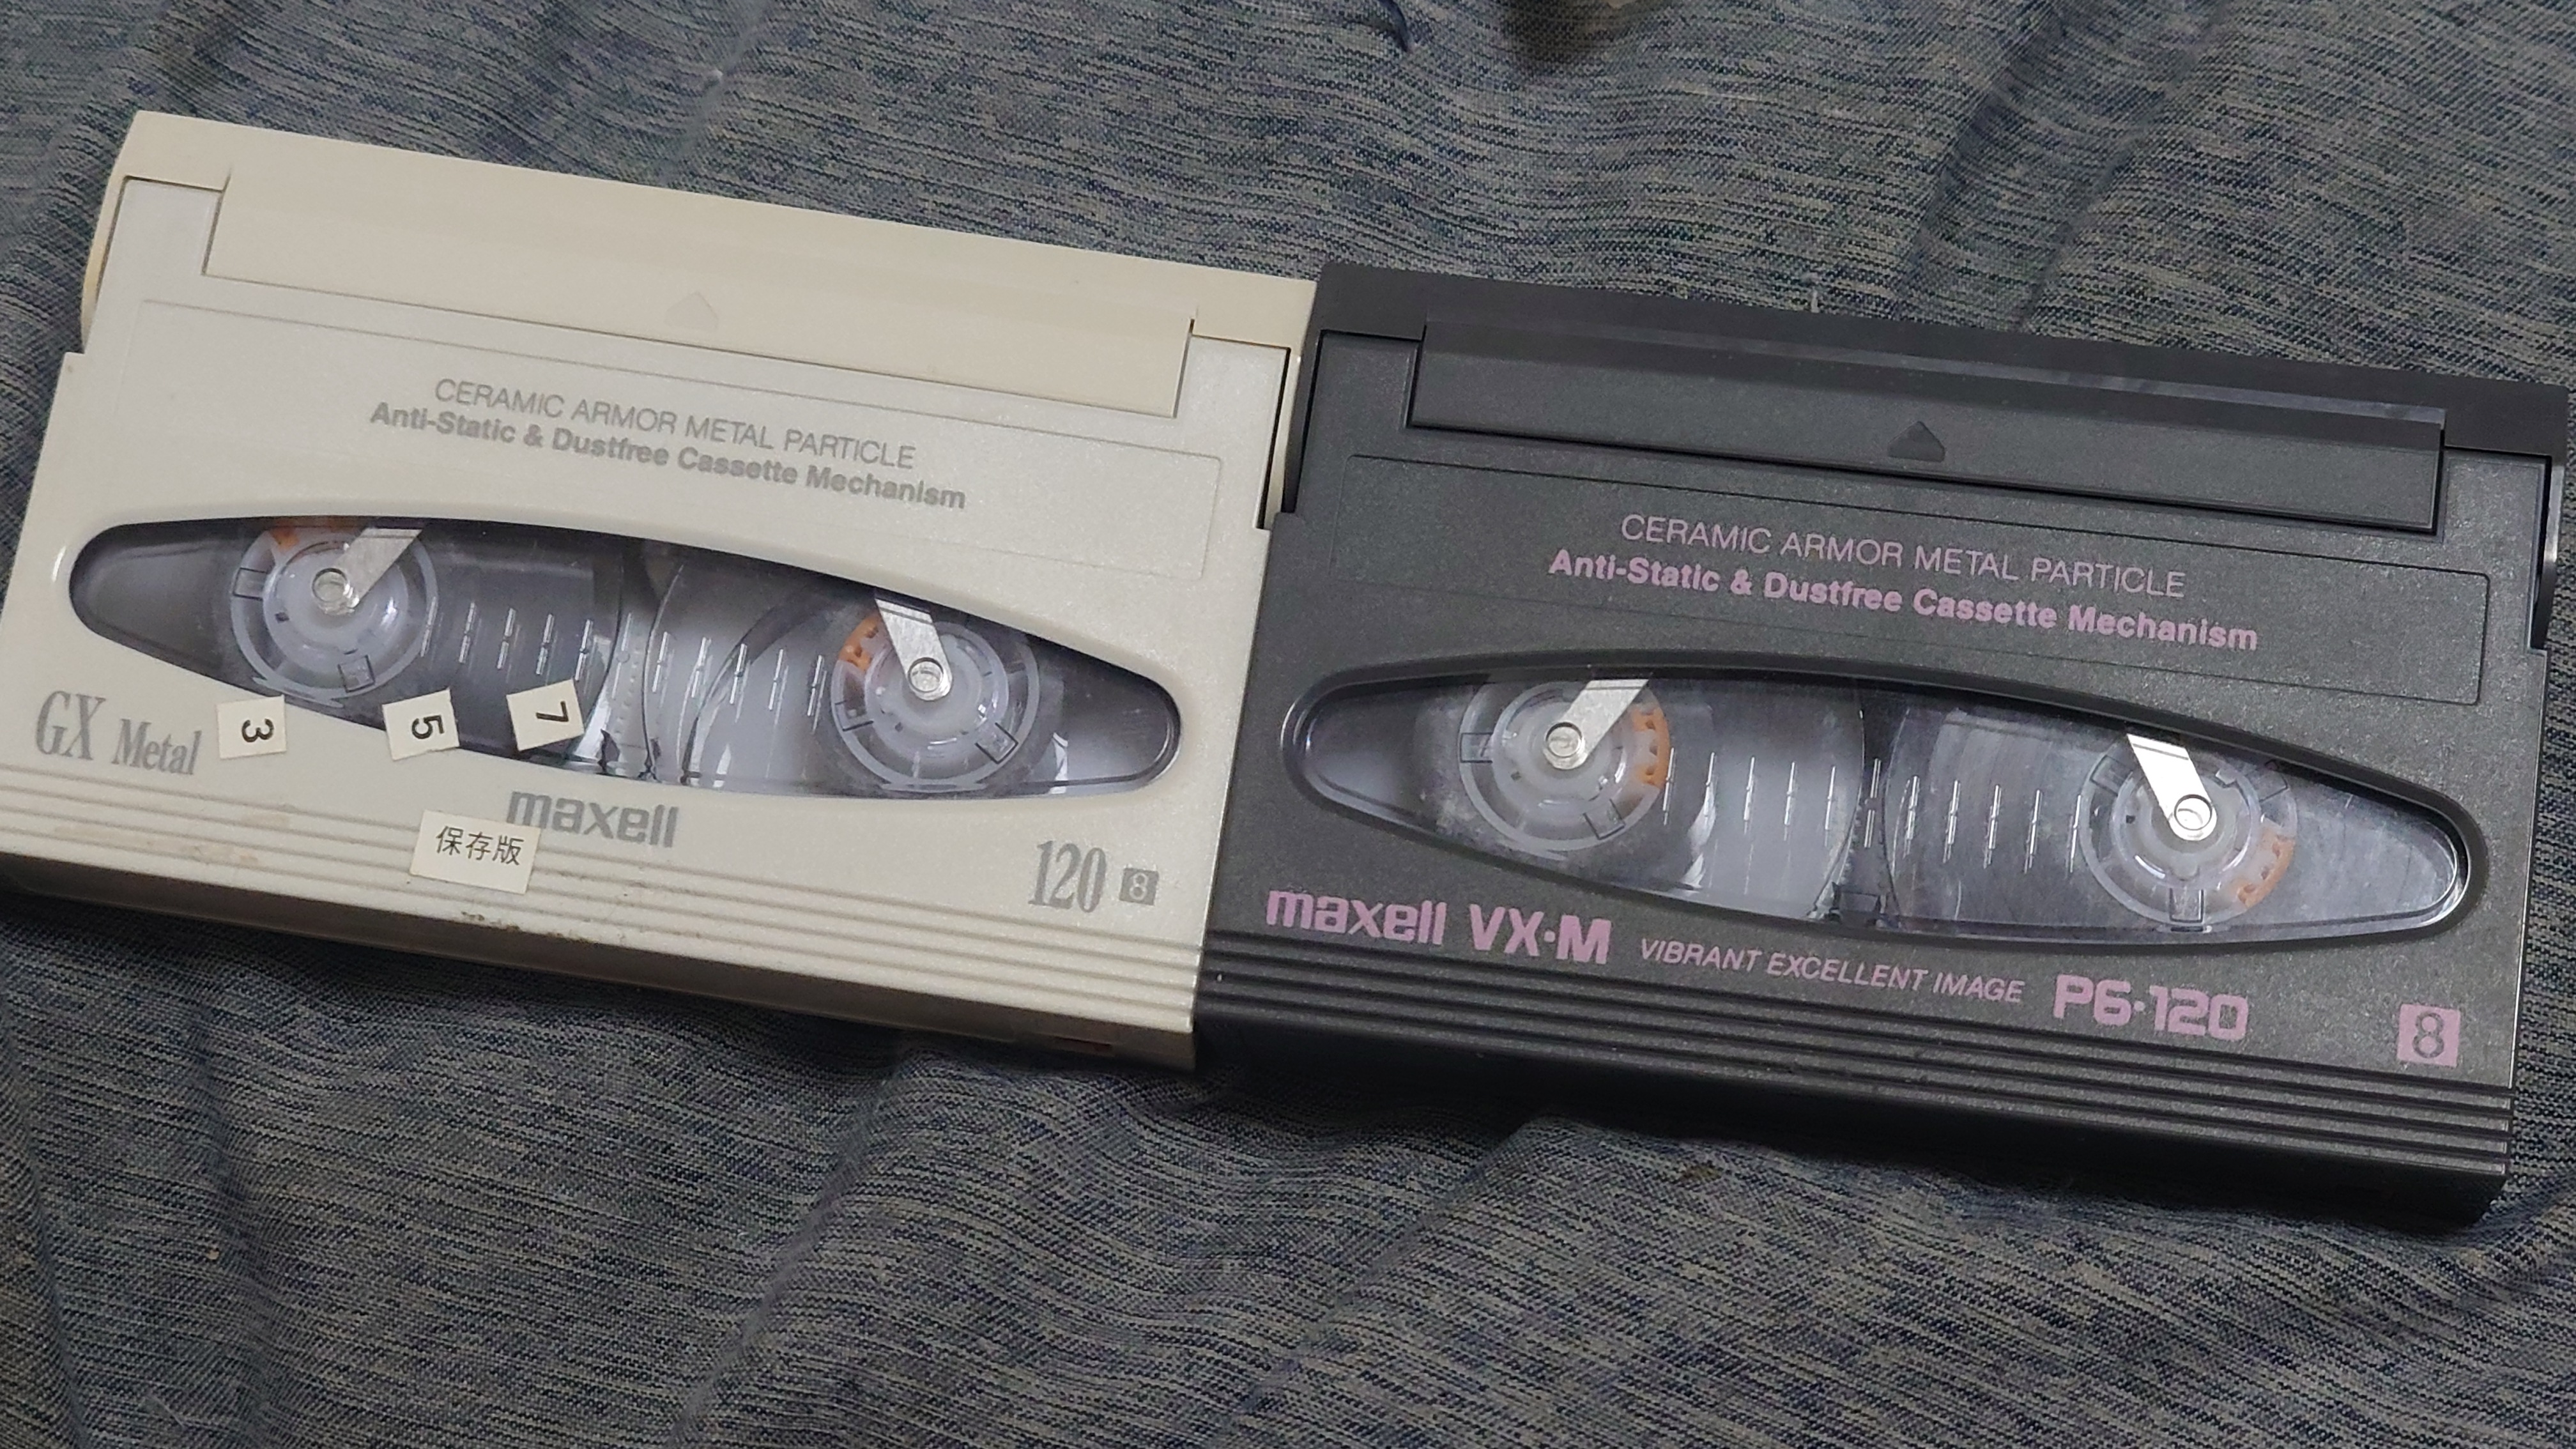 CERAMIC ARMOR METAL PARTICLE
Anti-Static & Dustfree Cassette Mechanism
GX Metal
3
5
7
maxell
保存版
120 8
CERAMIC ARMOR METAL PARTICLE
Anti-Static & Dustfree Cassette Mechanism
maxell VX·M VIBRANT EXCELLENT IMAGE P6·120 8